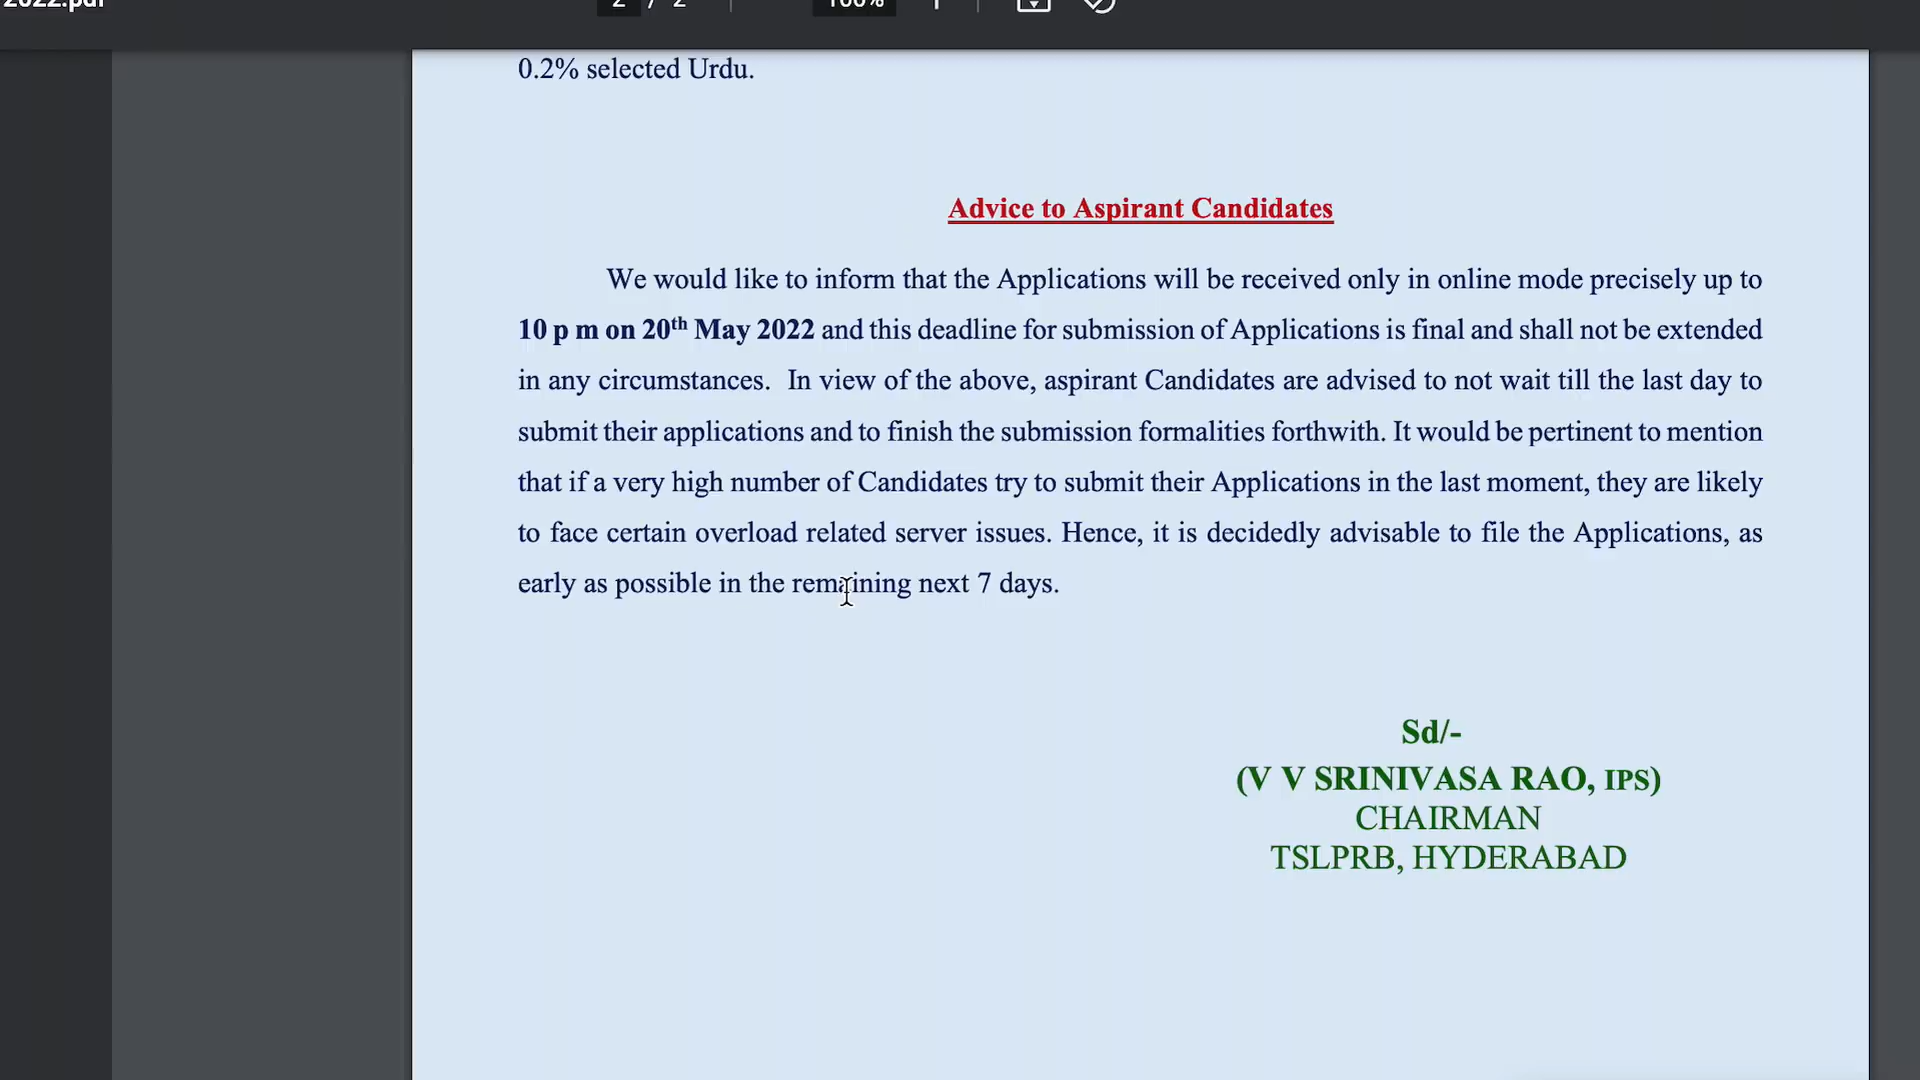 2022.pdf
2 / 2
100%
0.2% selected Urdu.
Advice to Aspirant Candidates
We would like to inform that the Applications will be received only in online mode precisely up to
10 p m on 20th May 2022 and this deadline for submission of Applications is final and shall not be extended
in any circumstances. In view of the above, aspirant Candidates are advised to not wait till the last day to
submit their applications and to finish the submission formalities forthwith. It would be pertinent to mention
that if a very high number of Candidates try to submit their Applications in the last moment, they are likely
to face certain overload related server issues. Hence, it is decidedly advisable to file the Applications, as
early as possible in the remaining next 7 days.
Sd/-
(V V SRINIVASA RAO, IPS)
CHAIRMAN
TSLPRB, HYDERABAD